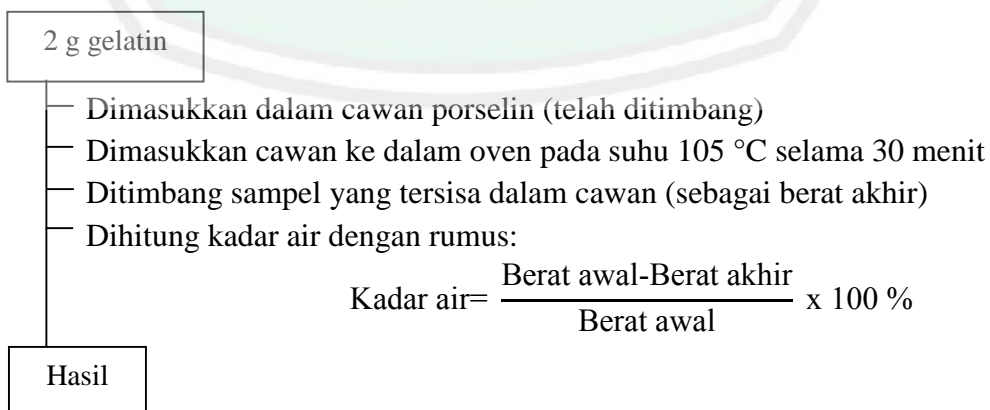 2 g gelatin
Dimasukkan dalam cawan porselin (telah ditimbang)
Dimasukkan cawan ke dalam oven pada suhu 105 °C selama 30 menit
Ditimbang sampel yang tersisa dalam cawan (sebagai berat akhir)
Dihitung kadar air dengan rumus:
Berat awal-Berat akhir
Kadar air= x 100 %
Berat awal
Hasil